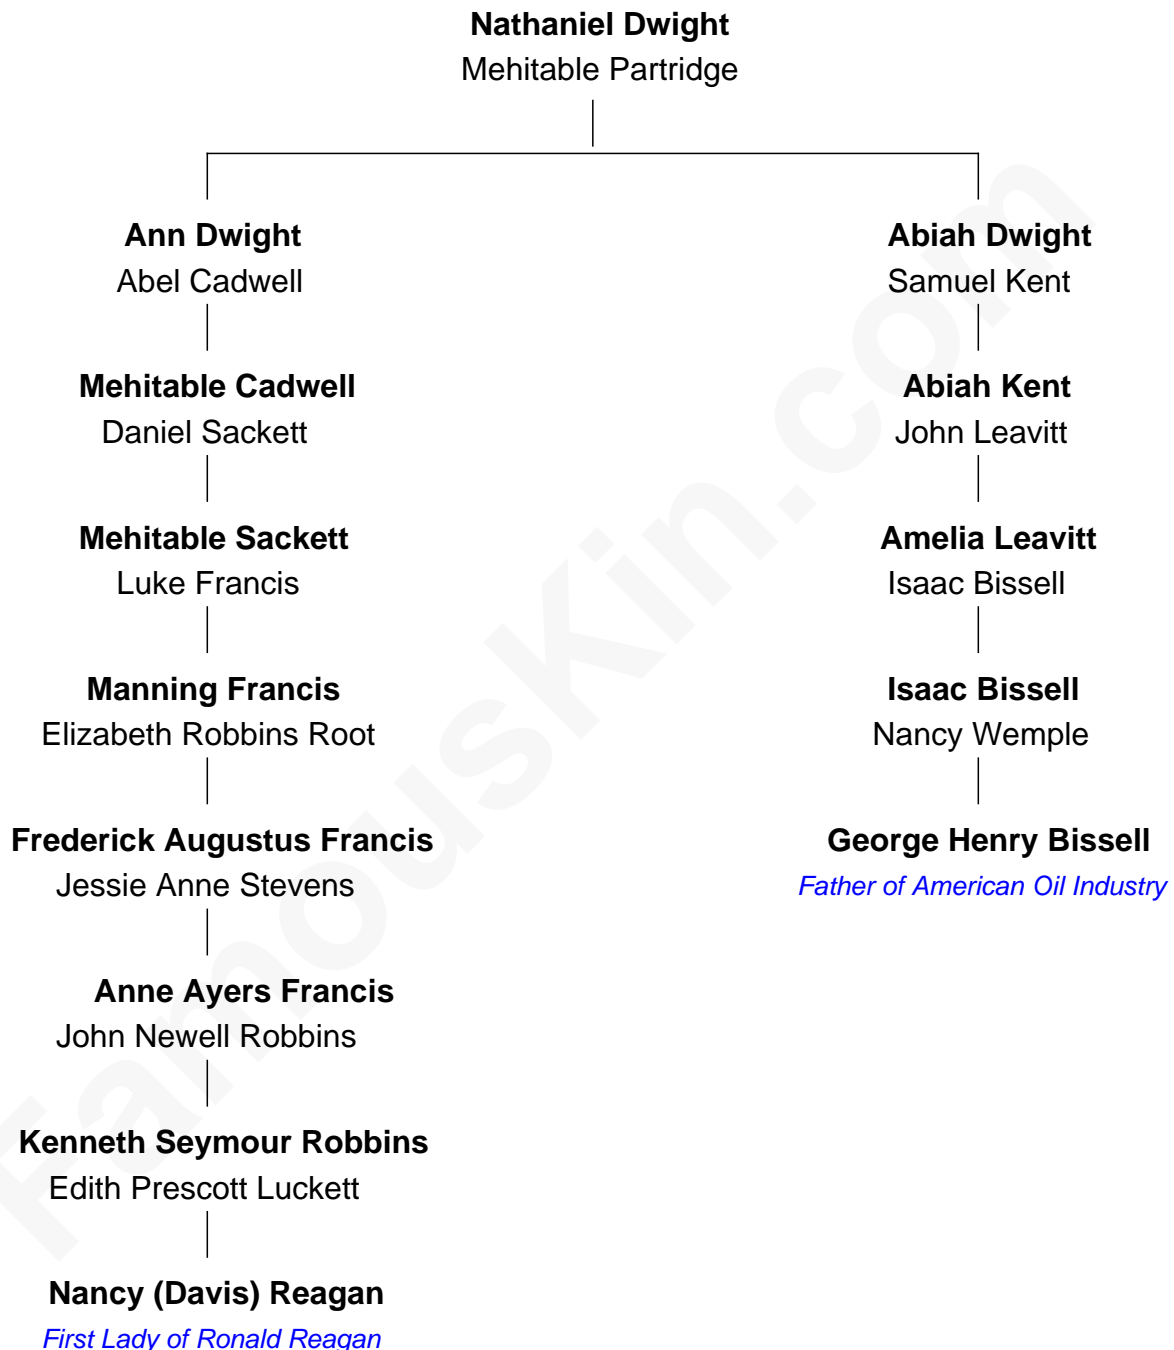 Nathaniel Dwight
Mehitable Partridge
Ann Dwight
Abel Cadwell
Mehitable Cadwell
Daniel Sackett
Mehitable Sackett
Luke Francis
Manning Francis
Elizabeth Robbins Root
Frederick Augustus Francis
Jessie Anne Stevens
Anne Ayers Francis
John Newell Robbins
Kenneth Seymour Robbins
Edith Prescott Luckett
Nancy (Davis) Reagan
First Lady of Ronald Reagan
Abiah Dwight
Samuel Kent
Abiah Kent
John Leavitt
Amelia Leavitt
Isaac Bissell
Isaac Bissell
Nancy Wemple
George Henry Bissell
Father of American Oil Industry
FamousKin.com